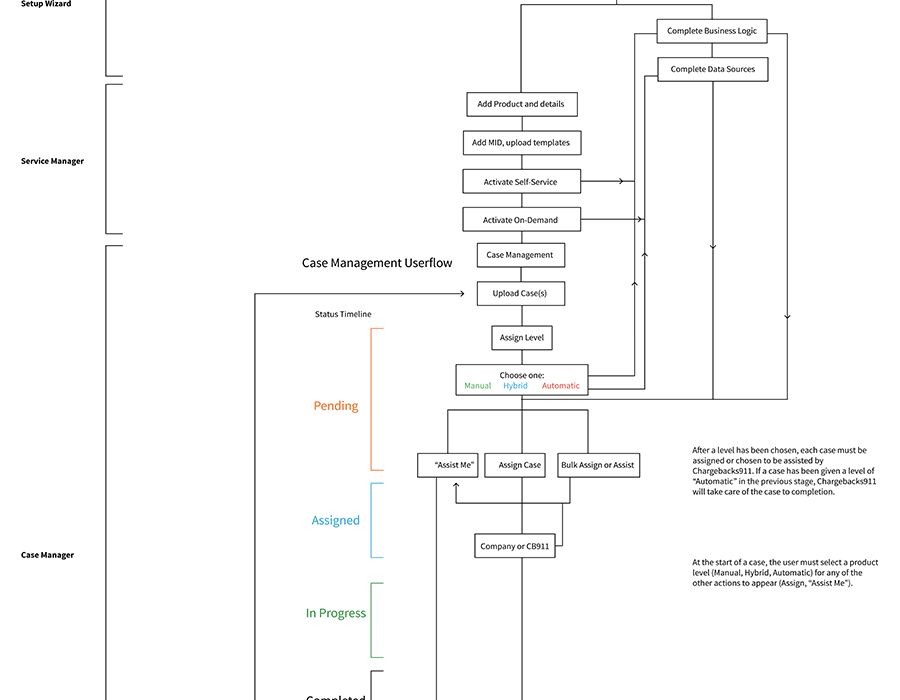 Setup Wizard
Complete Business Logic
Complete Data Sources
Add Product and details
Add MID, upload templates
Service Manager
Activate Self-Service
Activate On-Demand
Case Management
Case Management Userflow
Upload Case(s)
Status Timeline
Assign Level
Choose one:
Manual Hybrid Automatic
Pending
“Assist Me” Assign Case Bulk Assign or Assist
After a level has been chosen, each case must be
assigned or chosen to be assisted by
Chargebacks911. If a case has been given a level of
“Automatic” in the previous stage, Chargebacks911
will take care of the case to completion.
Assigned
Company or CB911
Case Manager
At the start of a case, the user must select a product
level (Manual, Hybrid, Automatic) for any of the
other actions to appear (Assign, “Assist Me”).
In Progress
Completed